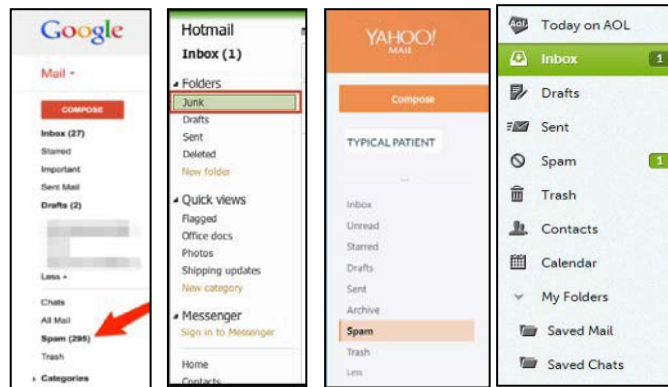 Google
Mail
COMPOSE
Inbox (27)
Starred
Important
Sent Mail
Drafts (2)
Less
Chats
All Mail
Spam (295)
Trash
Categories
Hotmail
Inbox (1)
Folders
Junk
Drafts
Sent
Deleted
New folder
Quick views
Flagged
Office docs
Photos
Shipping updates
New category
Messenger
Sign in to Messenger
Home
Contacts
YAHOO!
MAIL
Compose
TYPICAL PATIENT
...
Inbox
Unread
Starred
Drafts
Sent
Archive
Spam
Trash
Less
Aol. Today on AOL
Inbox 1
Drafts
Sent
Spam 1
Trash
Contacts
Calendar
My Folders
Saved Mail
Saved Chats